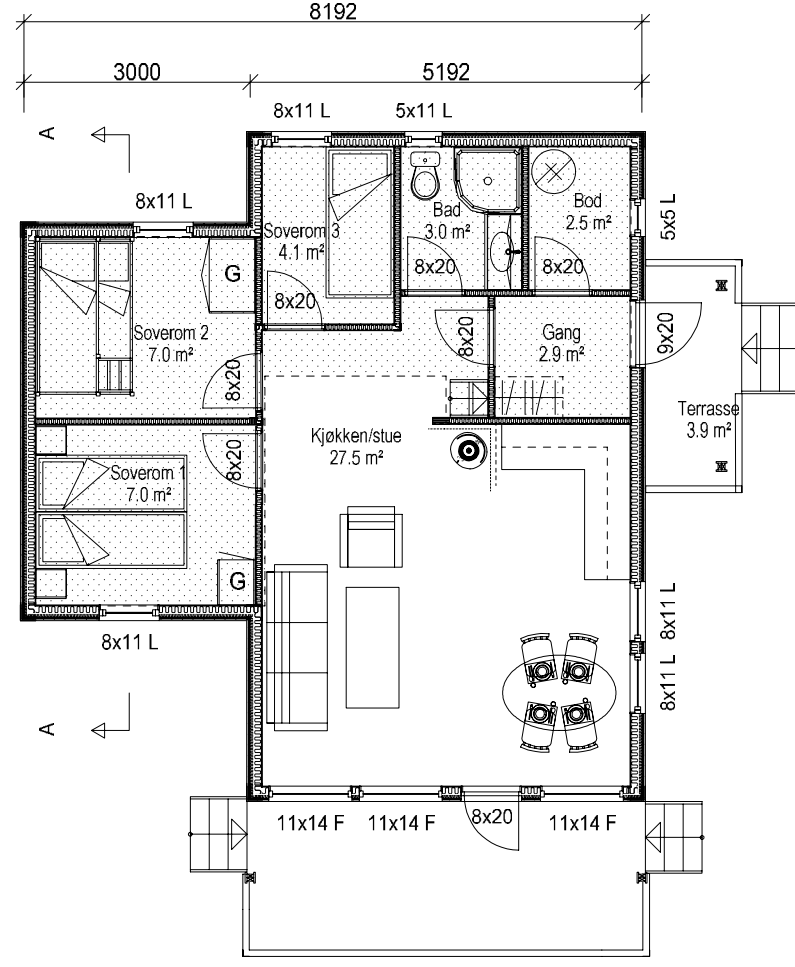 8192
3000
5192
A
8x11 L
5x11 L
8x11 L
Soverom 3
4.1 m²
Bad
3.0 m²
Bod
2.5 m²
5x5 L
8x20
8x20
8x20
G
Soverom 2
7.0 m²
8x20
8x20
Gang
2.9 m²
9x20
Terrasse
3.9 m²
Kjøkken/stue
27.5 m²
8x20
Soverom 1
7.0 m²
G
8x11 L
8x11 L
8x11 L
A
11x14 F
11x14 F
8x20
11x14 F